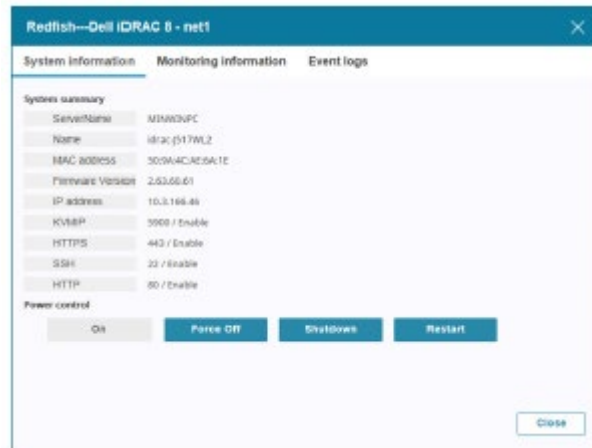 Redfish---Dell iDRAC 8 - net1
System information Monitoring information Event logs
System summary
ServerName MINWINPC
Name idrac-J517WL2
MAC address 50:9A:4C:AE:6A:1E
Firmware Version 2.63.60.61
IP address 10.3.166.46
KVMIP 5900 / Enable
HTTPS 443 / Enable
SSH 22 / Enable
HTTP 80 / Enable
Power control
On Force Off Shutdown Restart
Close